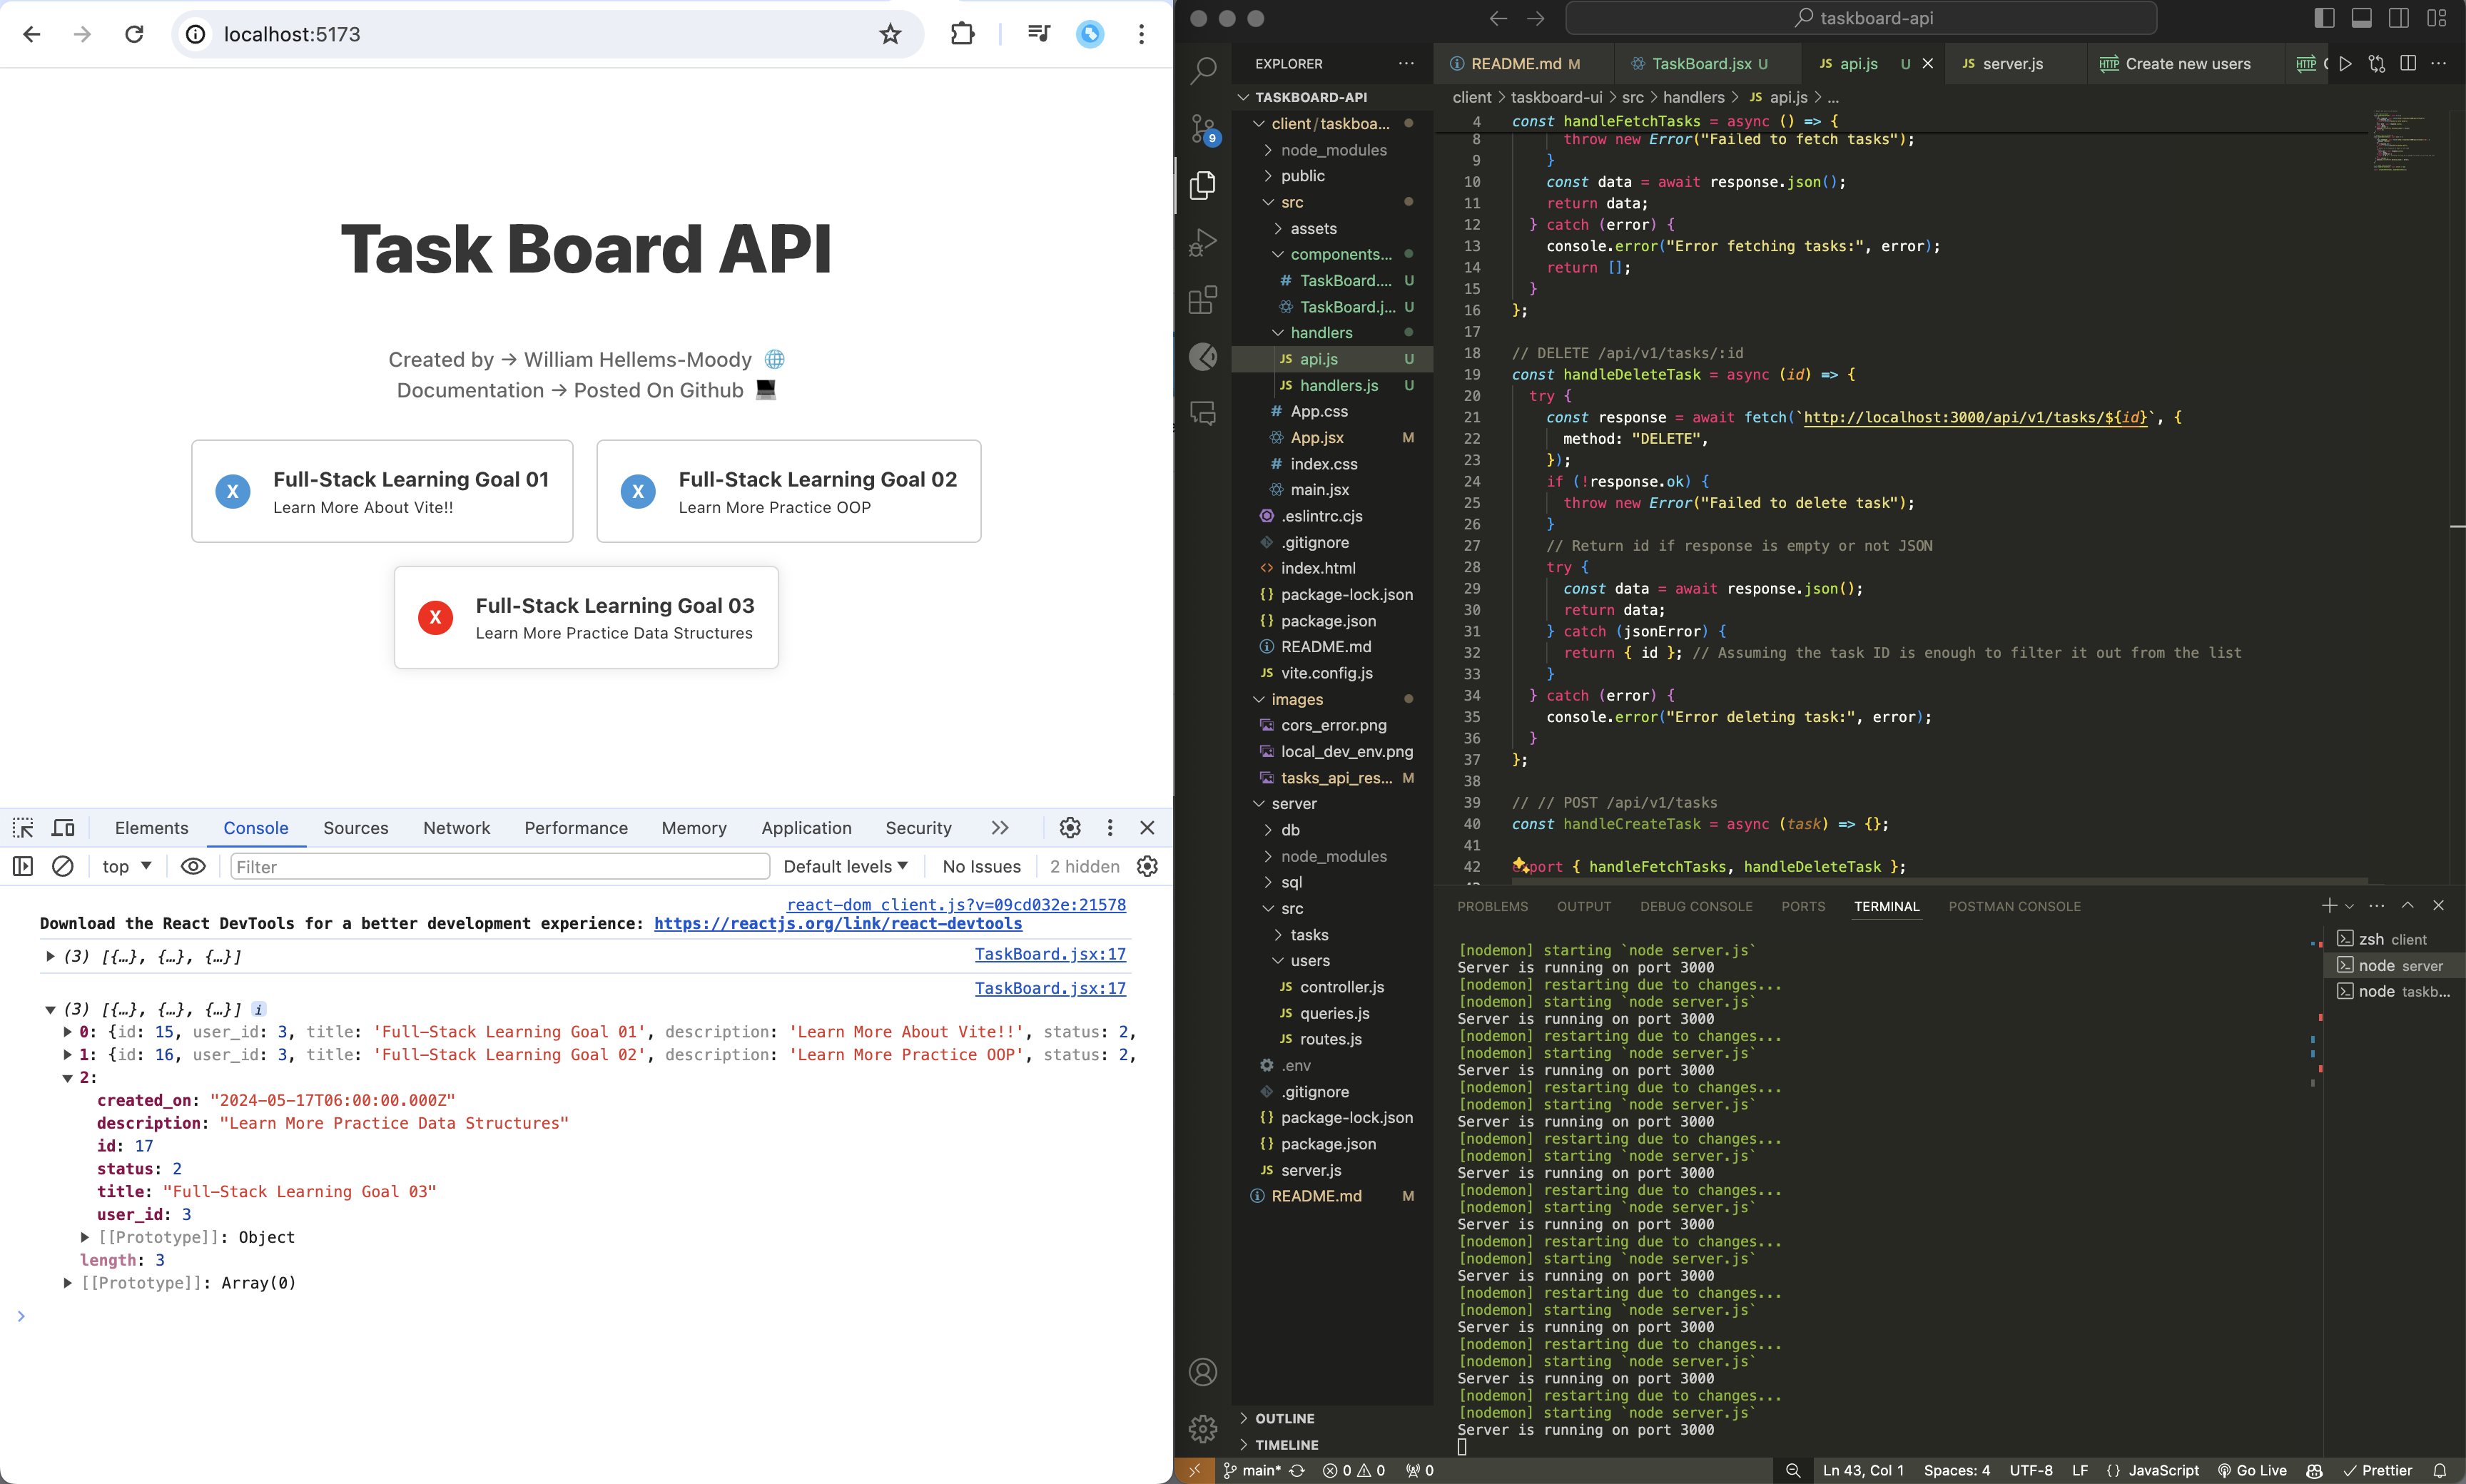 localhost:5173
Task Board API
Created by → William Hellems-Moody 🌐
Documentation → Posted On Github 💻
X
Full-Stack Learning Goal 01
Learn More About Vite!!
X
Full-Stack Learning Goal 02
Learn More Practice OOP
X
Full-Stack Learning Goal 03
Learn More Practice Data Structures
Elements Console Sources Network Performance Memory Application Security
top Filter Default levels No Issues 2 hidden
react-dom_client.js?v=09cd032e:21578
Download the React DevTools for a better development experience: https://reactjs.org/link/react-devtools
(3) [{…}, {…}, {…}] TaskBoard.jsx:17
TaskBoard.jsx:17
(3) [{…}, {…}, {…}] i
0: {id: 15, user_id: 3, title: 'Full-Stack Learning Goal 01', description: 'Learn More About Vite!!', status: 2,
1: {id: 16, user_id: 3, title: 'Full-Stack Learning Goal 02', description: 'Learn More Practice OOP', status: 2,
2:
created_on: "2024-05-17T06:00:00.000Z"
description: "Learn More Practice Data Structures"
id: 17
status: 2
title: "Full-Stack Learning Goal 03"
user_id: 3
[[Prototype]]: Object
length: 3
[[Prototype]]: Array(0)
taskboard-api
9
EXPLORER
TASKBOARD-API
client/taskboa...
node_modules
public
src
assets
components...
# TaskBoard.... U
TaskBoard.j... U
handlers
JS api.js U
JS handlers.js U
# App.css
App.jsx M
# index.css
main.jsx
.eslintrc.cjs
.gitignore
index.html
{} package-lock.json
{} package.json
README.md
JS vite.config.js
images
cors_error.png
local_dev_env.png
tasks_api_res... M
server
db
node_modules
sql
src
tasks
users
JS controller.js
JS queries.js
JS routes.js
.env
.gitignore
{} package-lock.json
{} package.json
JS server.js
README.md M
OUTLINE
TIMELINE
README.md M TaskBoard.jsx U JS api.js U JS server.js HTTP Create new users HTTP
client > taskboard-ui > src > handlers > JS api.js > ...
4 const handleFetchTasks = async () => {
8 throw new Error("Failed to fetch tasks");
9 }
10 const data = await response.json();
11 return data;
12 } catch (error) {
13 console.error("Error fetching tasks:", error);
14 return [];
15 }
16 };
17
18 // DELETE /api/v1/tasks/:id
19 const handleDeleteTask = async (id) => {
20 try {
21 const response = await fetch(`http://localhost:3000/api/v1/tasks/${id}`, {
22 method: "DELETE",
23 });
24 if (!response.ok) {
25 throw new Error("Failed to delete task");
26 }
27 // Return id if response is empty or not JSON
28 try {
29 const data = await response.json();
30 return data;
31 } catch (jsonError) {
32 return { id }; // Assuming the task ID is enough to filter it out from the list
33 }
34 } catch (error) {
35 console.error("Error deleting task:", error);
36 }
37 };
38
39 // // POST /api/v1/tasks
40 const handleCreateTask = async (task) => {};
41
42 export { handleFetchTasks, handleDeleteTask };
PROBLEMS OUTPUT DEBUG CONSOLE PORTS TERMINAL POSTMAN CONSOLE
[nodemon] starting `node server.js`
Server is running on port 3000
[nodemon] restarting due to changes...
[nodemon] starting `node server.js`
Server is running on port 3000
[nodemon] restarting due to changes...
[nodemon] starting `node server.js`
Server is running on port 3000
[nodemon] restarting due to changes...
[nodemon] starting `node server.js`
Server is running on port 3000
[nodemon] restarting due to changes...
[nodemon] starting `node server.js`
Server is running on port 3000
[nodemon] restarting due to changes...
[nodemon] starting `node server.js`
Server is running on port 3000
[nodemon] restarting due to changes...
[nodemon] starting `node server.js`
Server is running on port 3000
[nodemon] restarting due to changes...
[nodemon] starting `node server.js`
Server is running on port 3000
[nodemon] restarting due to changes...
[nodemon] starting `node server.js`
Server is running on port 3000
[nodemon] restarting due to changes...
[nodemon] starting `node server.js`
Server is running on port 3000
zsh client
node server
node taskb...
main* 0 0 0 Ln 43, Col 1 Spaces: 4 UTF-8 LF {} JavaScript Go Live Prettier